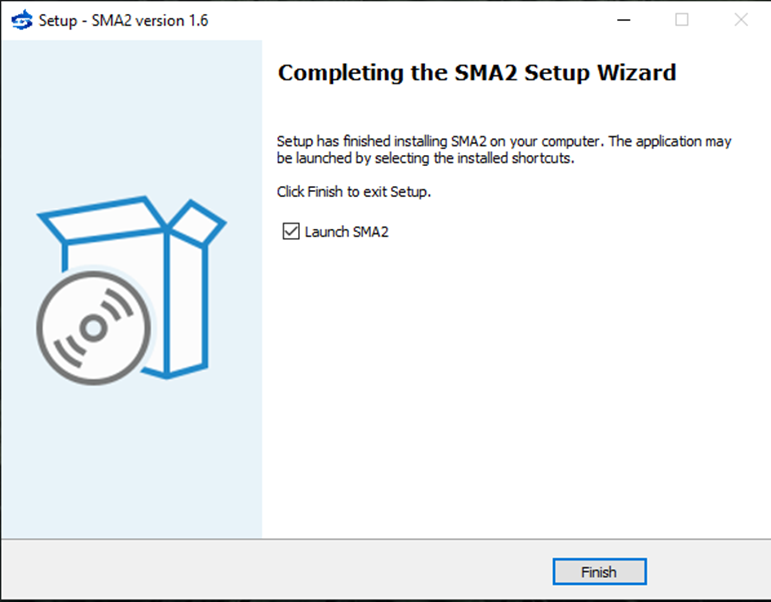 Setup - SMA2 version 1.6
Completing the SMA2 Setup Wizard
Setup has finished installing SMA2 on your computer. The application may
be launched by selecting the installed shortcuts.
Click Finish to exit Setup.
Launch SMA2
Finish